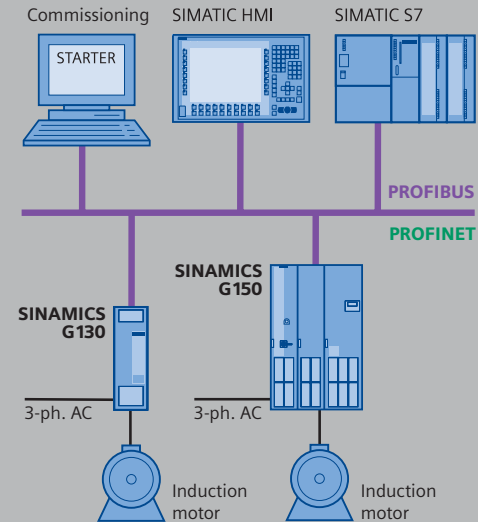 Commissioning
SIMATIC HMI
SIMATIC S7
STARTER
PROFIBUS
PROFINET
SINAMICS
G150
SINAMICS
G130
3-ph. AC
3-ph. AC
Induction
motor
Induction
motor